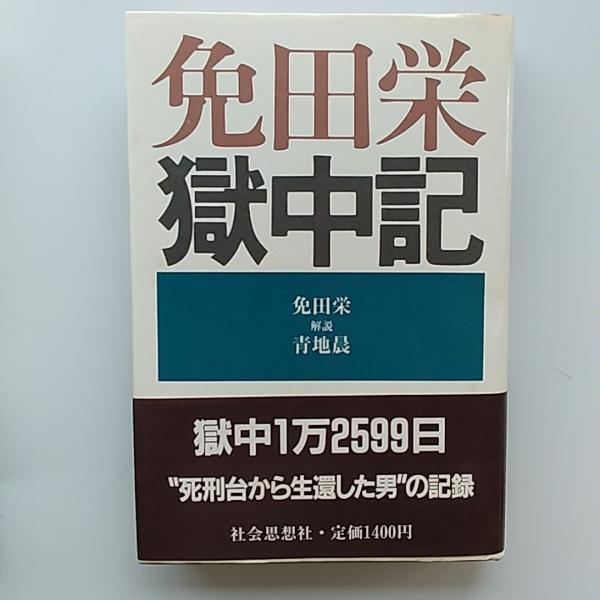 免田栄
獄中記
免田栄
解説
青地晨
獄中1万2599日
“死刑台から生還した男”の記録
社会思想社・定価1400円